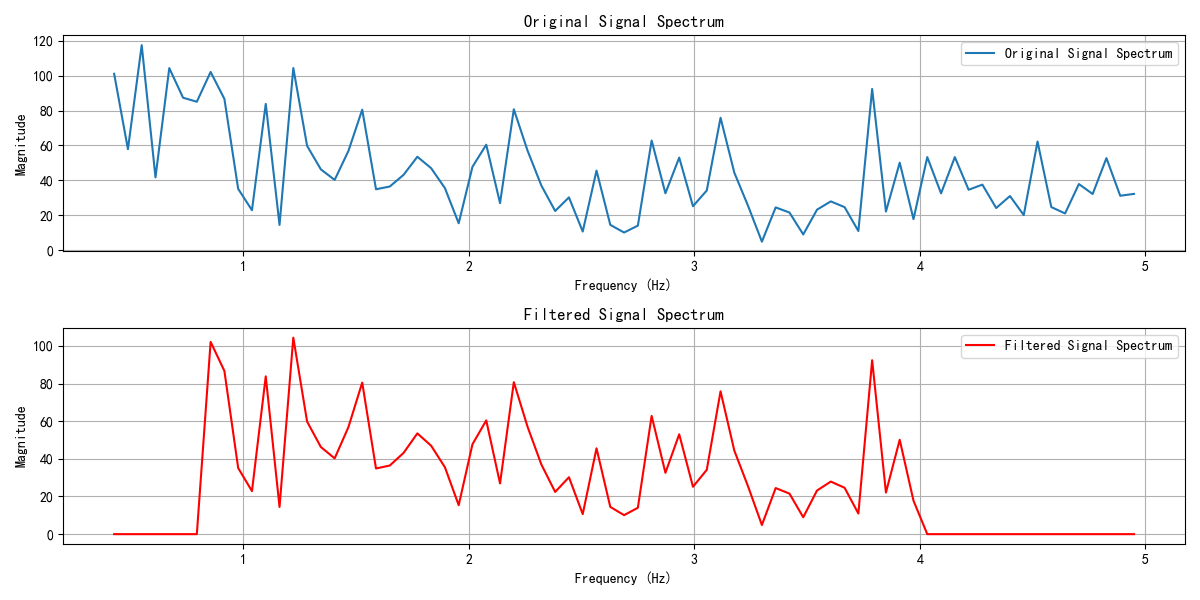 Original Signal Spectrum
120
100
80
60
40
20
0
Magnitude
Original Signal Spectrum
1 2 3 4 5
Frequency (Hz)
Filtered Signal Spectrum
100
80
60
40
20
0
Magnitude
Filtered Signal Spectrum
1 2 3 4 5
Frequency (Hz)